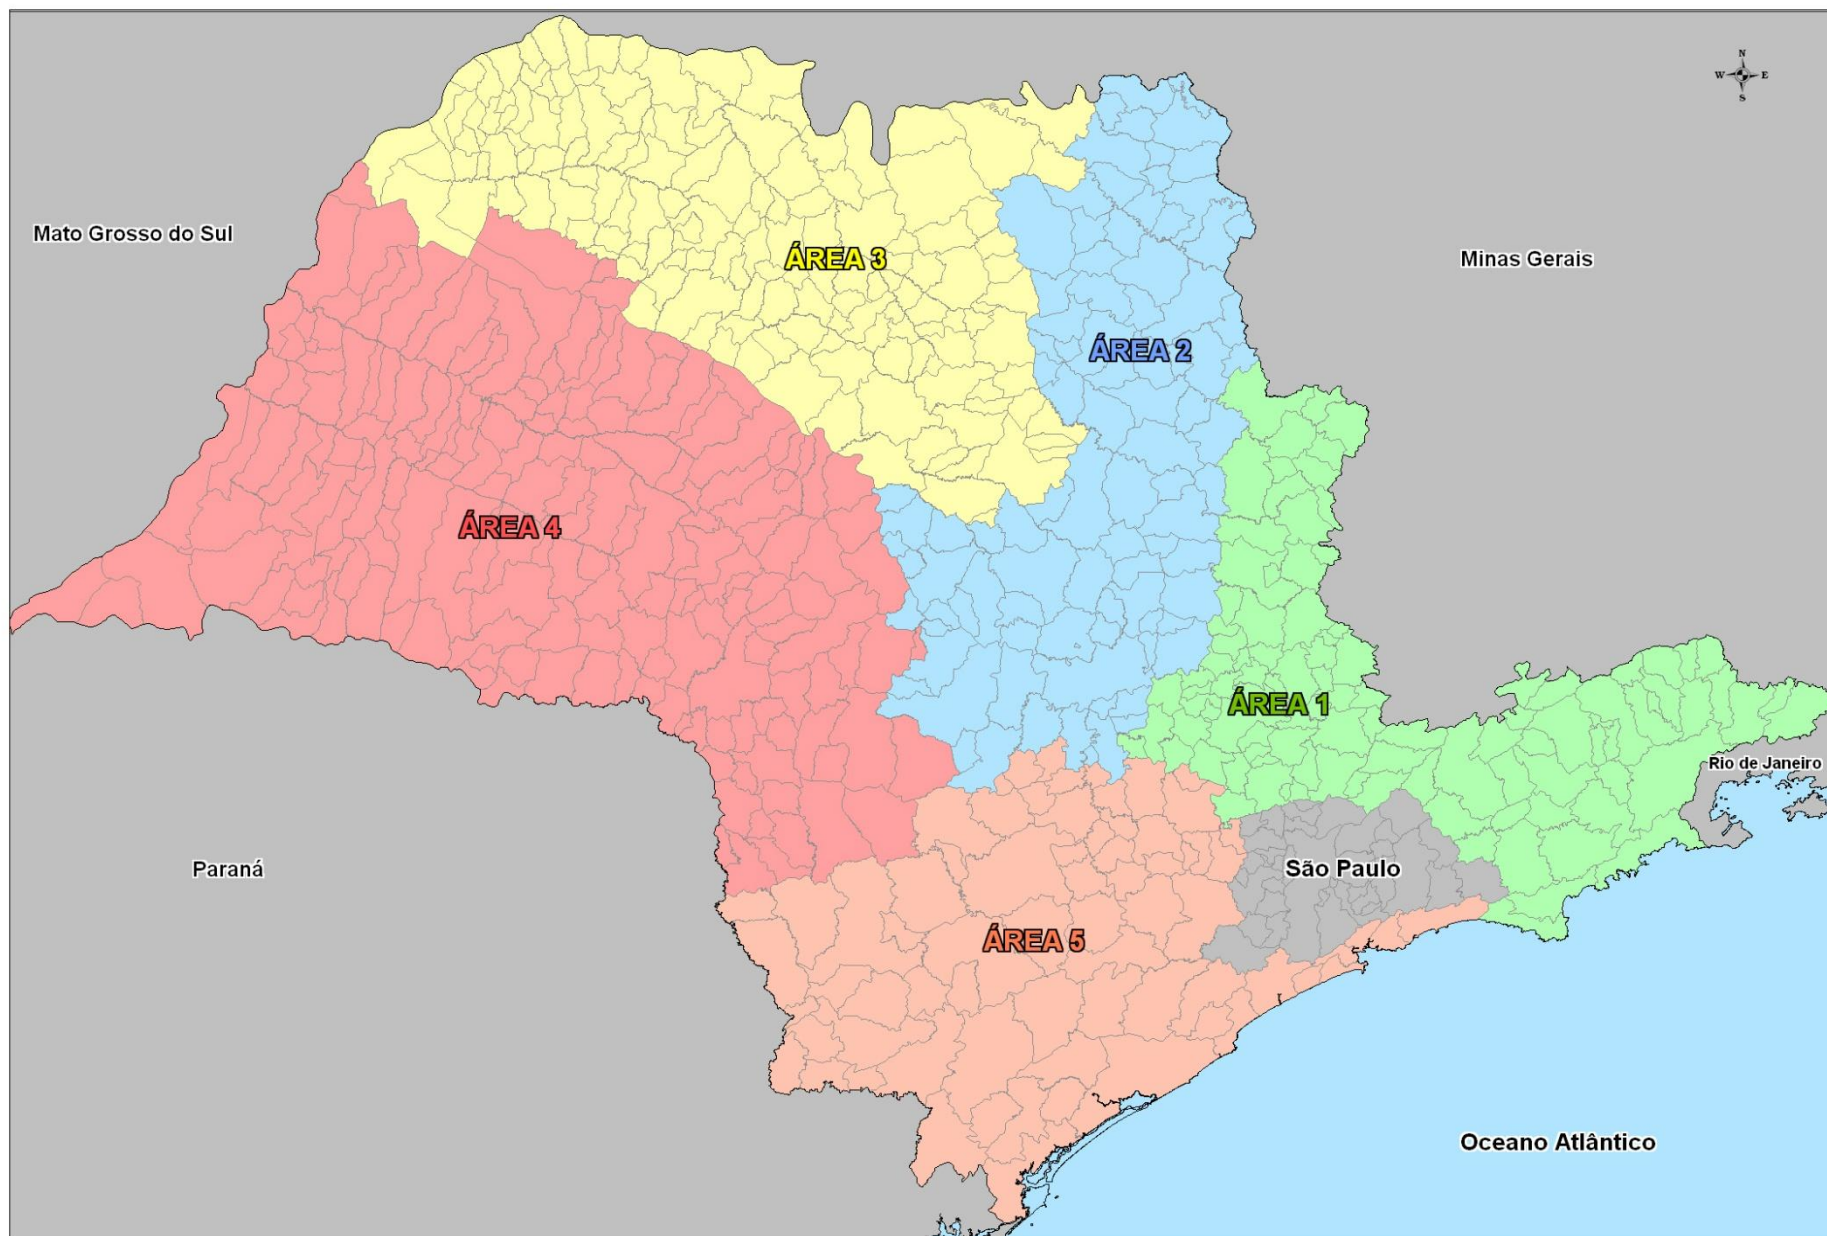 N
W E
S
Mato Grosso do Sul
ÁREA 3
Minas Gerais
ÁREA 2
ÁREA 4
ÁREA 1
Rio de Janeiro
Paraná
São Paulo
ÁREA 5
Oceano Atlântico